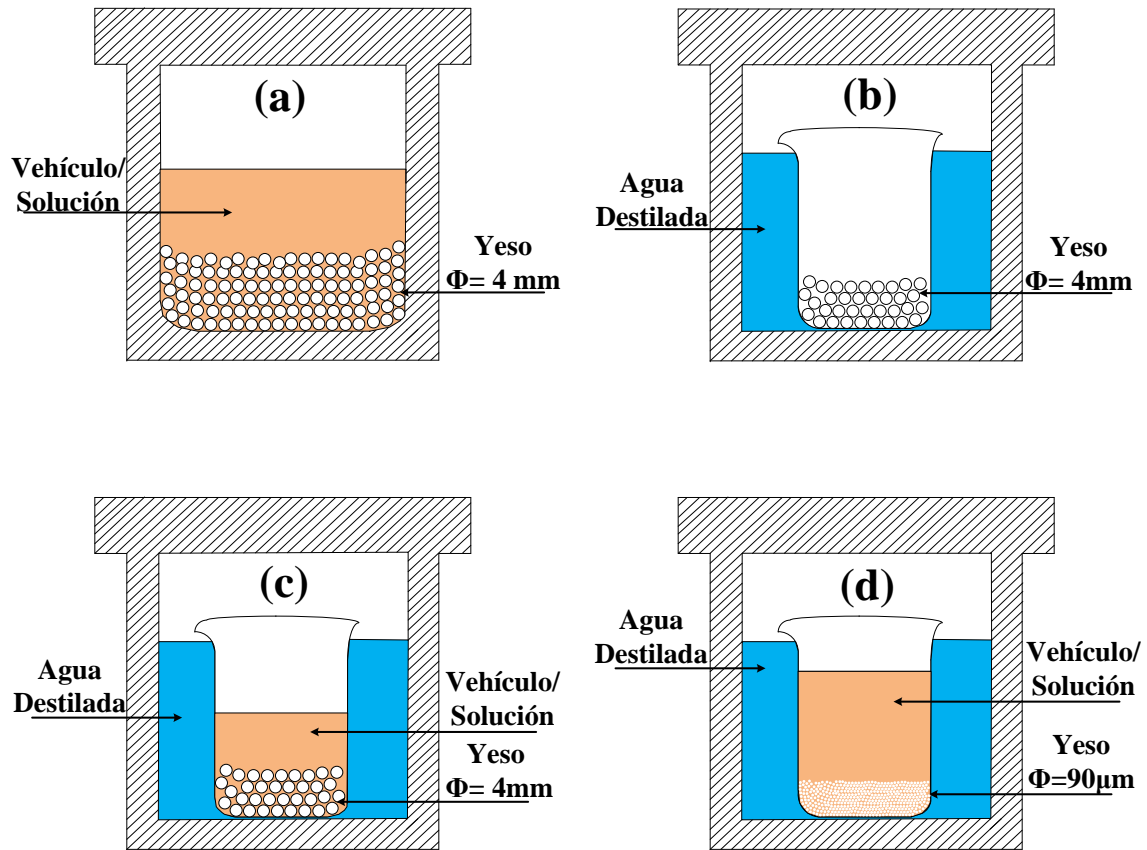 (a)
Vehículo/
Solución
Yeso
Φ= 4 mm
(b)
Agua
Destilada
Yeso
Φ= 4mm
(c)
Agua
Destilada
Vehículo/
Solución
Yeso
Φ= 4mm
(d)
Agua
Destilada
Vehículo/
Solución
Yeso
Φ=90μm